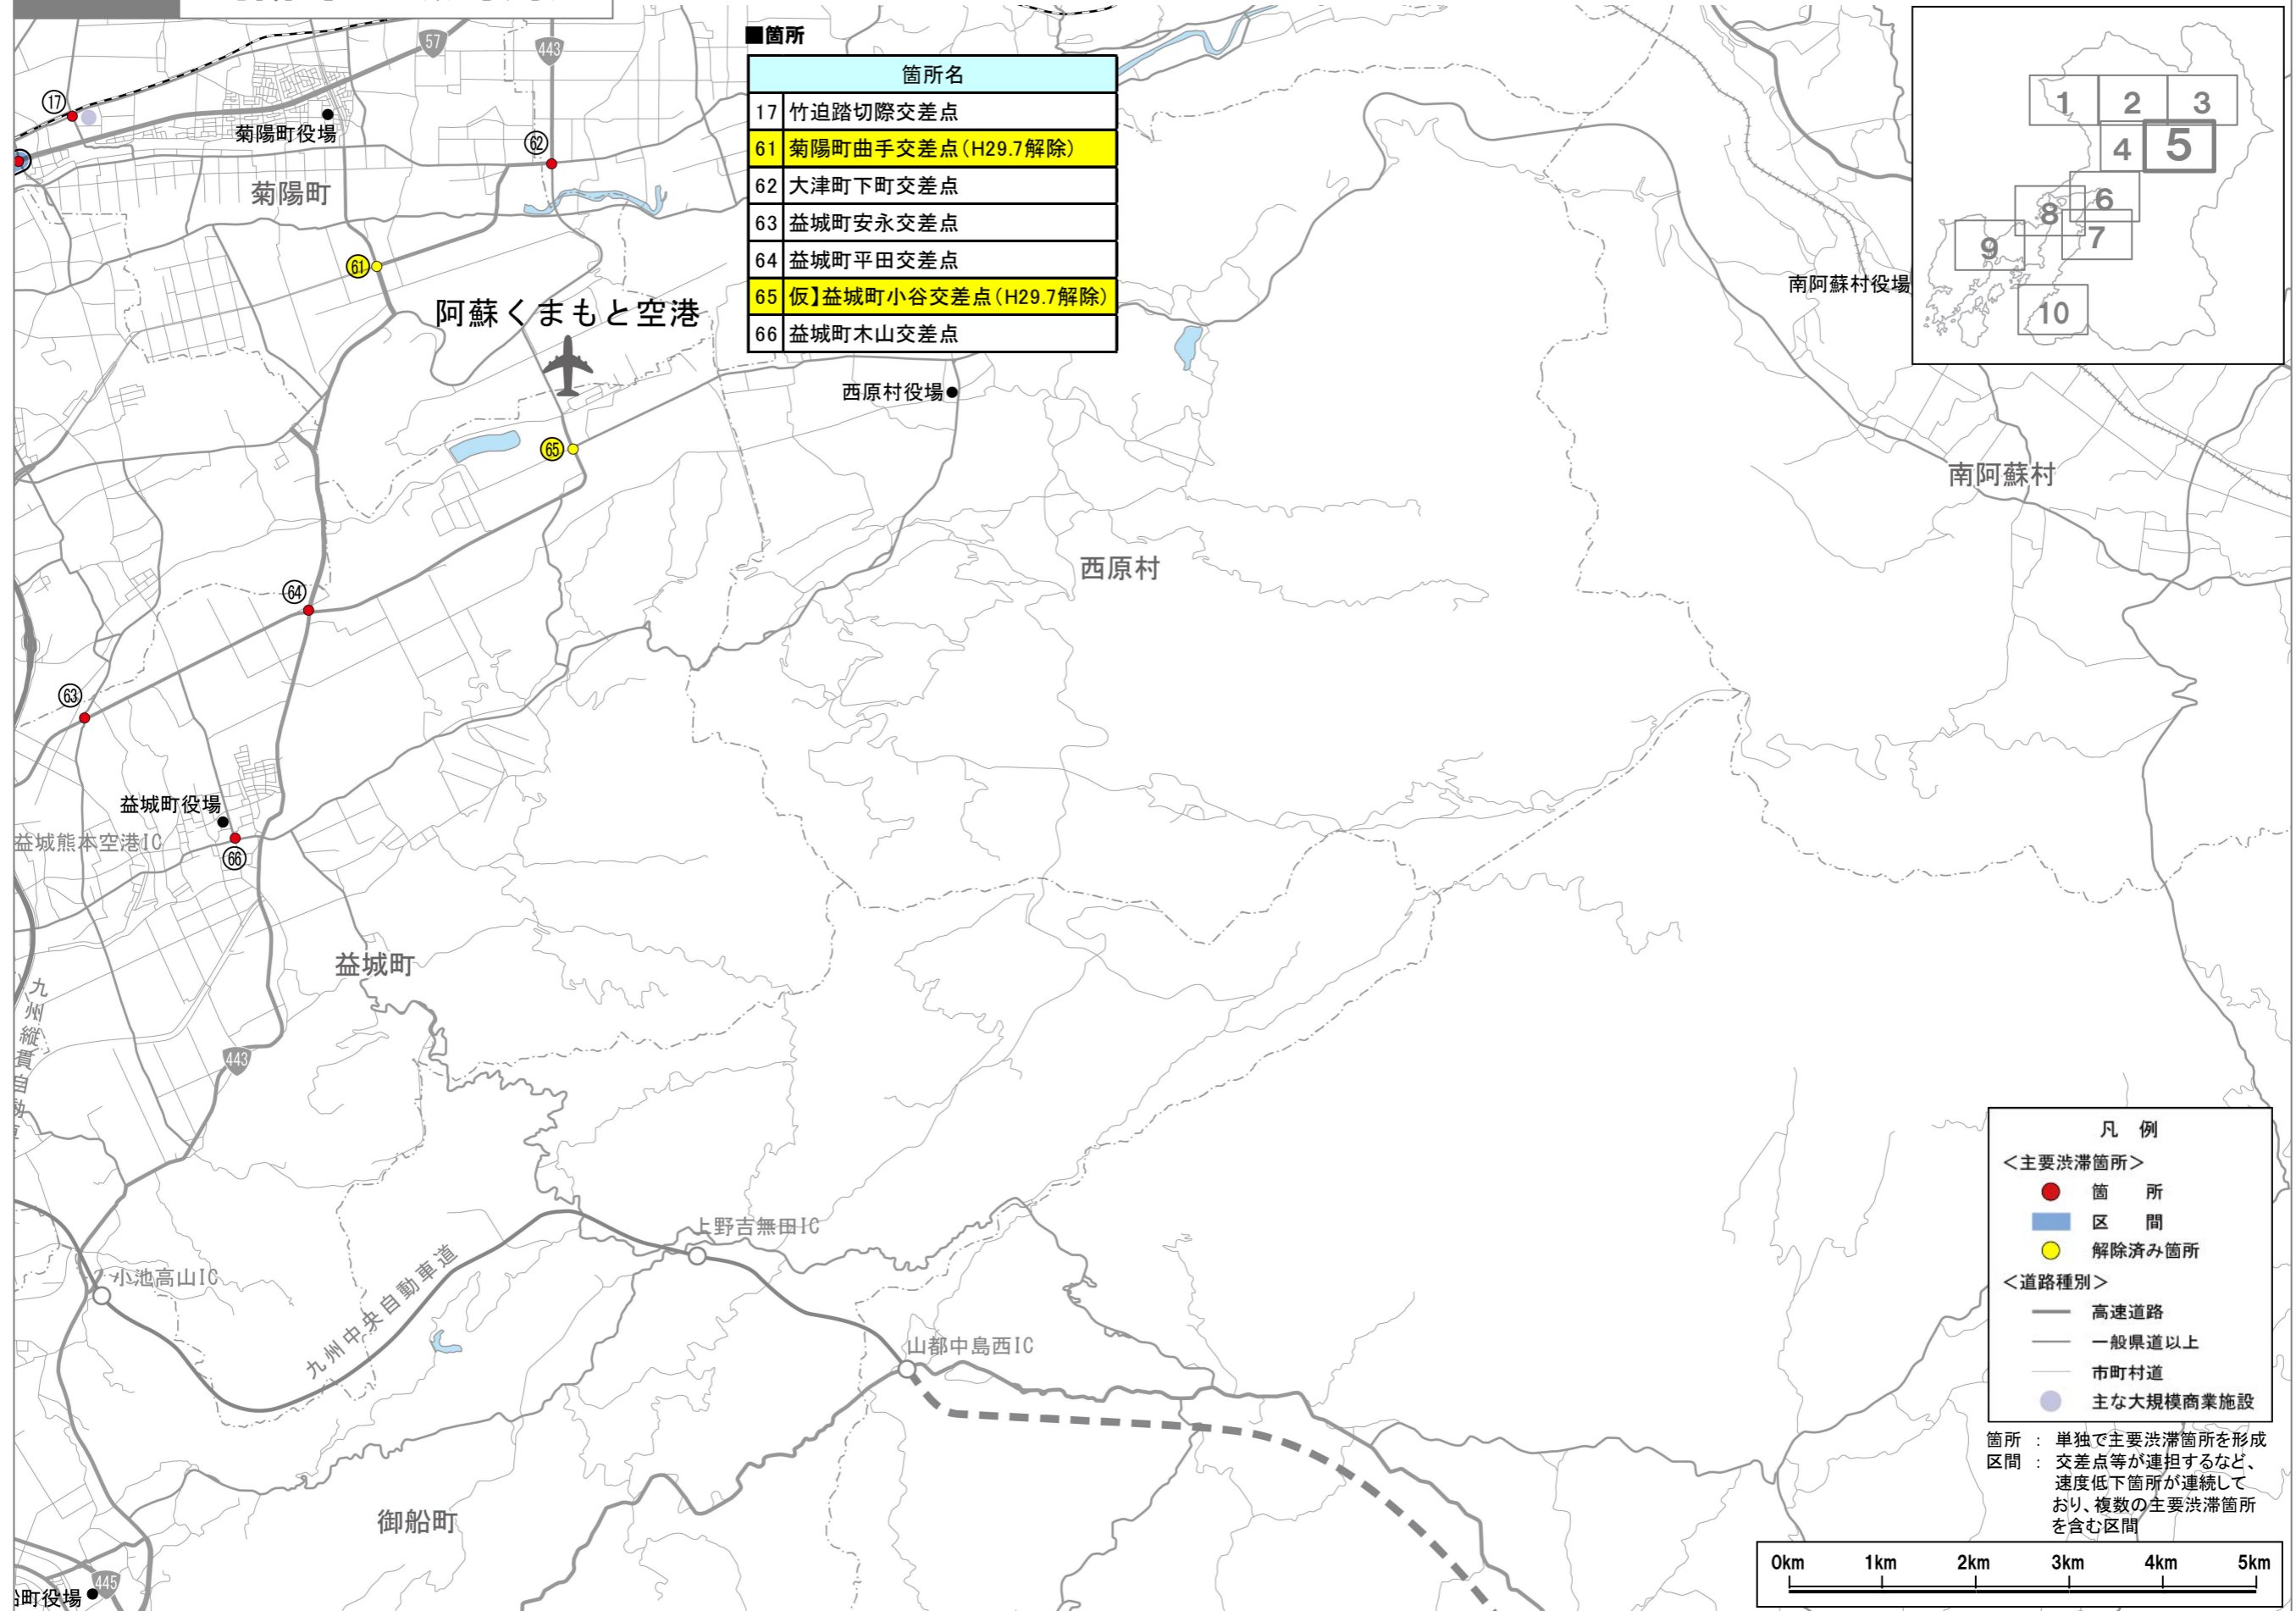 ■箇所
箇所名
17 竹迫踏切際交差点
61 菊陽町曲手交差点(H29.7解除)
62 大津町下町交差点
63 益城町安永交差点
64 益城町平田交差点
65 仮】益城町小谷交差点(H29.7解除)
66 益城町木山交差点
57
443
17
菊陽町役場
62
菊陽町
61
阿蘇くまもと空港
西原村役場
65
南阿蘇村役場
南阿蘇村
西原村
64
63
益城町役場
益城熊本空港IC
66
益城町
九州縦貫自動車
443
上野吉無田IC
小池高山IC
九州中央自動車道
山都中島西IC
御船町
445
町役場
1
2
3
4
5
6
8
7
9
10
凡 例
<主要渋滞箇所>
箇 所
区 間
解除済み箇所
<道路種別>
高速道路
一般県道以上
市町村道
主な大規模商業施設
箇所 : 単独で主要渋滞箇所を形成
区間 : 交差点等が連担するなど、
速度低下箇所が連続して
おり、複数の主要渋滞箇所
を含む区間
0km 1km 2km 3km 4km 5km